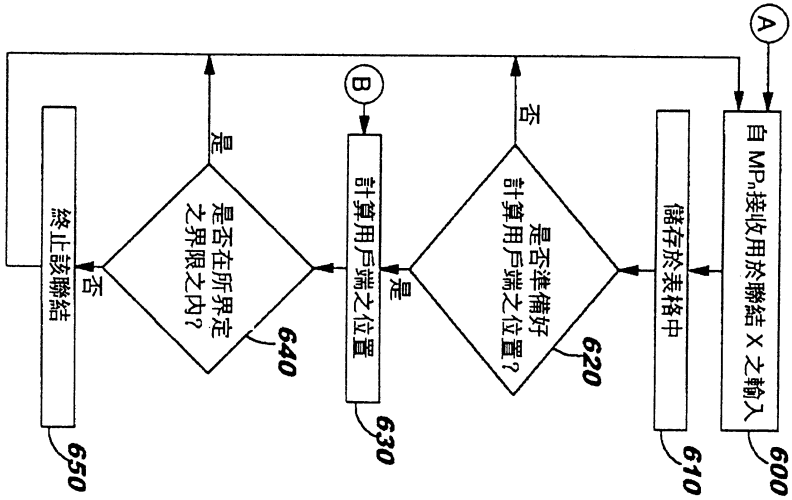 A
自 MPn接收用於聯結 X 之輸入
600
儲存於表格中
610
是否準備好
計算用戶端之位置?
620
否
是
B
計算用戶端之位置
630
是否在所界定
之界限之內?
640
是
否
終止該聯結
650